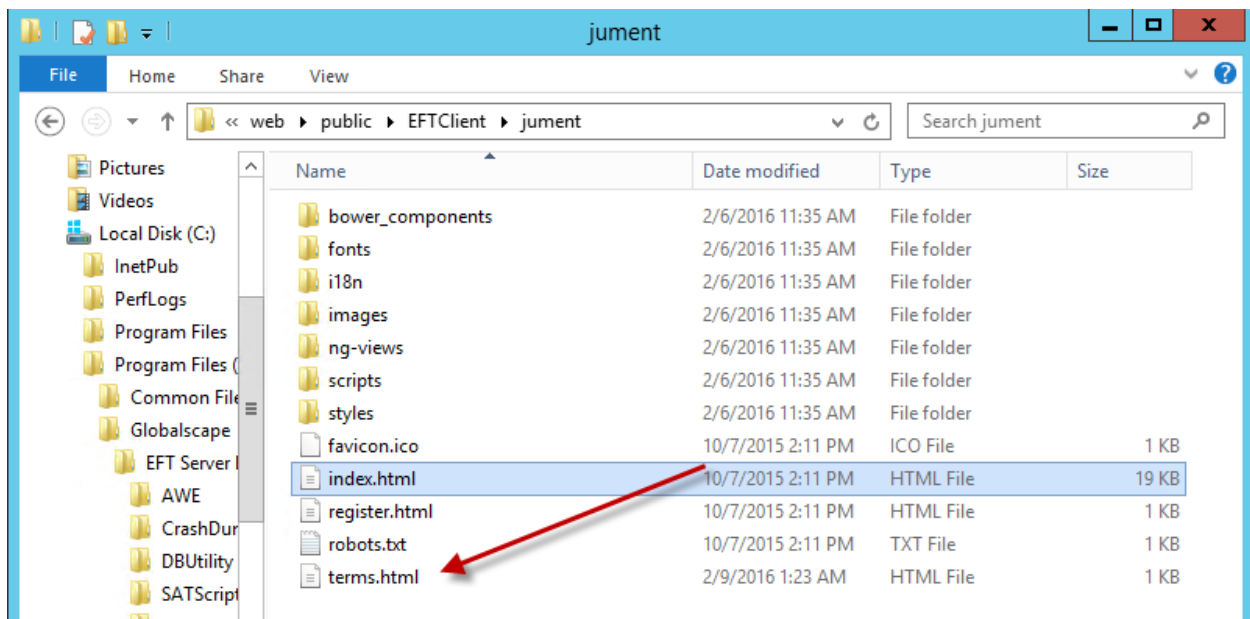 jument
File Home Share View
« web public EFTClient jument Search jument
Pictures
Videos
Local Disk (C:)
InetPub
PerfLogs
Program Files
Program Files (
Common File
Globalscape
EFT Server
AWE
CrashDur
DBUtility
SATScript
Name Date modified Type Size
bower_components 2/6/2016 11:35 AM File folder
fonts 2/6/2016 11:35 AM File folder
i18n 2/6/2016 11:35 AM File folder
images 2/6/2016 11:35 AM File folder
ng-views 2/6/2016 11:35 AM File folder
scripts 2/6/2016 11:35 AM File folder
styles 2/6/2016 11:35 AM File folder
favicon.ico 10/7/2015 2:11 PM ICO File 1 KB
index.html 10/7/2015 2:11 PM HTML File 19 KB
register.html 10/7/2015 2:11 PM HTML File 1 KB
robots.txt 10/7/2015 2:11 PM TXT File 1 KB
terms.html 2/9/2016 1:23 AM HTML File 1 KB